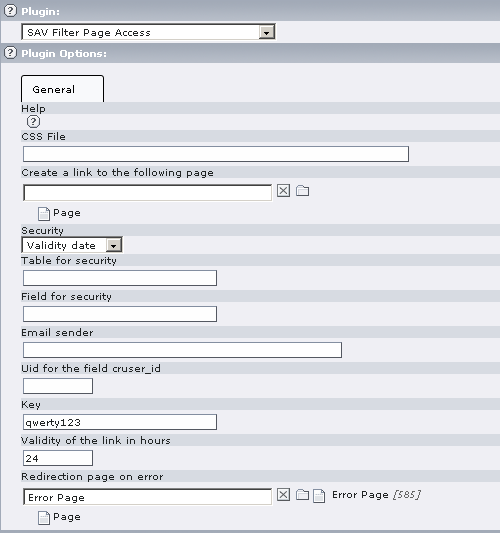 Plugin:
SAV Filter Page Access
Plugin Options:
General
Help
CSS File
Create a link to the following page
Page
Security
Validity date
Table for security
Field for security
Email sender
Uid for the field cruser_id
Key
qwerty123
Validity of the link in hours
24
Redirection page on error
Error Page Error Page [585]
Page